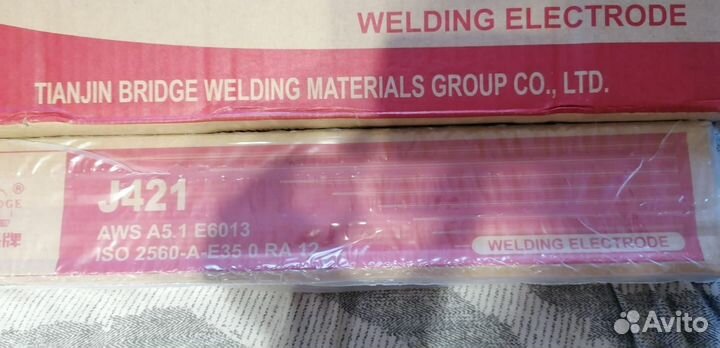 WELDING ELECTRODE
TIANJIN BRIDGE WELDING MATERIALS GROUP CO., LTD.
®
J421
AWS A5.1 E6013
ISO 2560-A-E35 0 RA 12
WELDING ELECTRODE
Avito